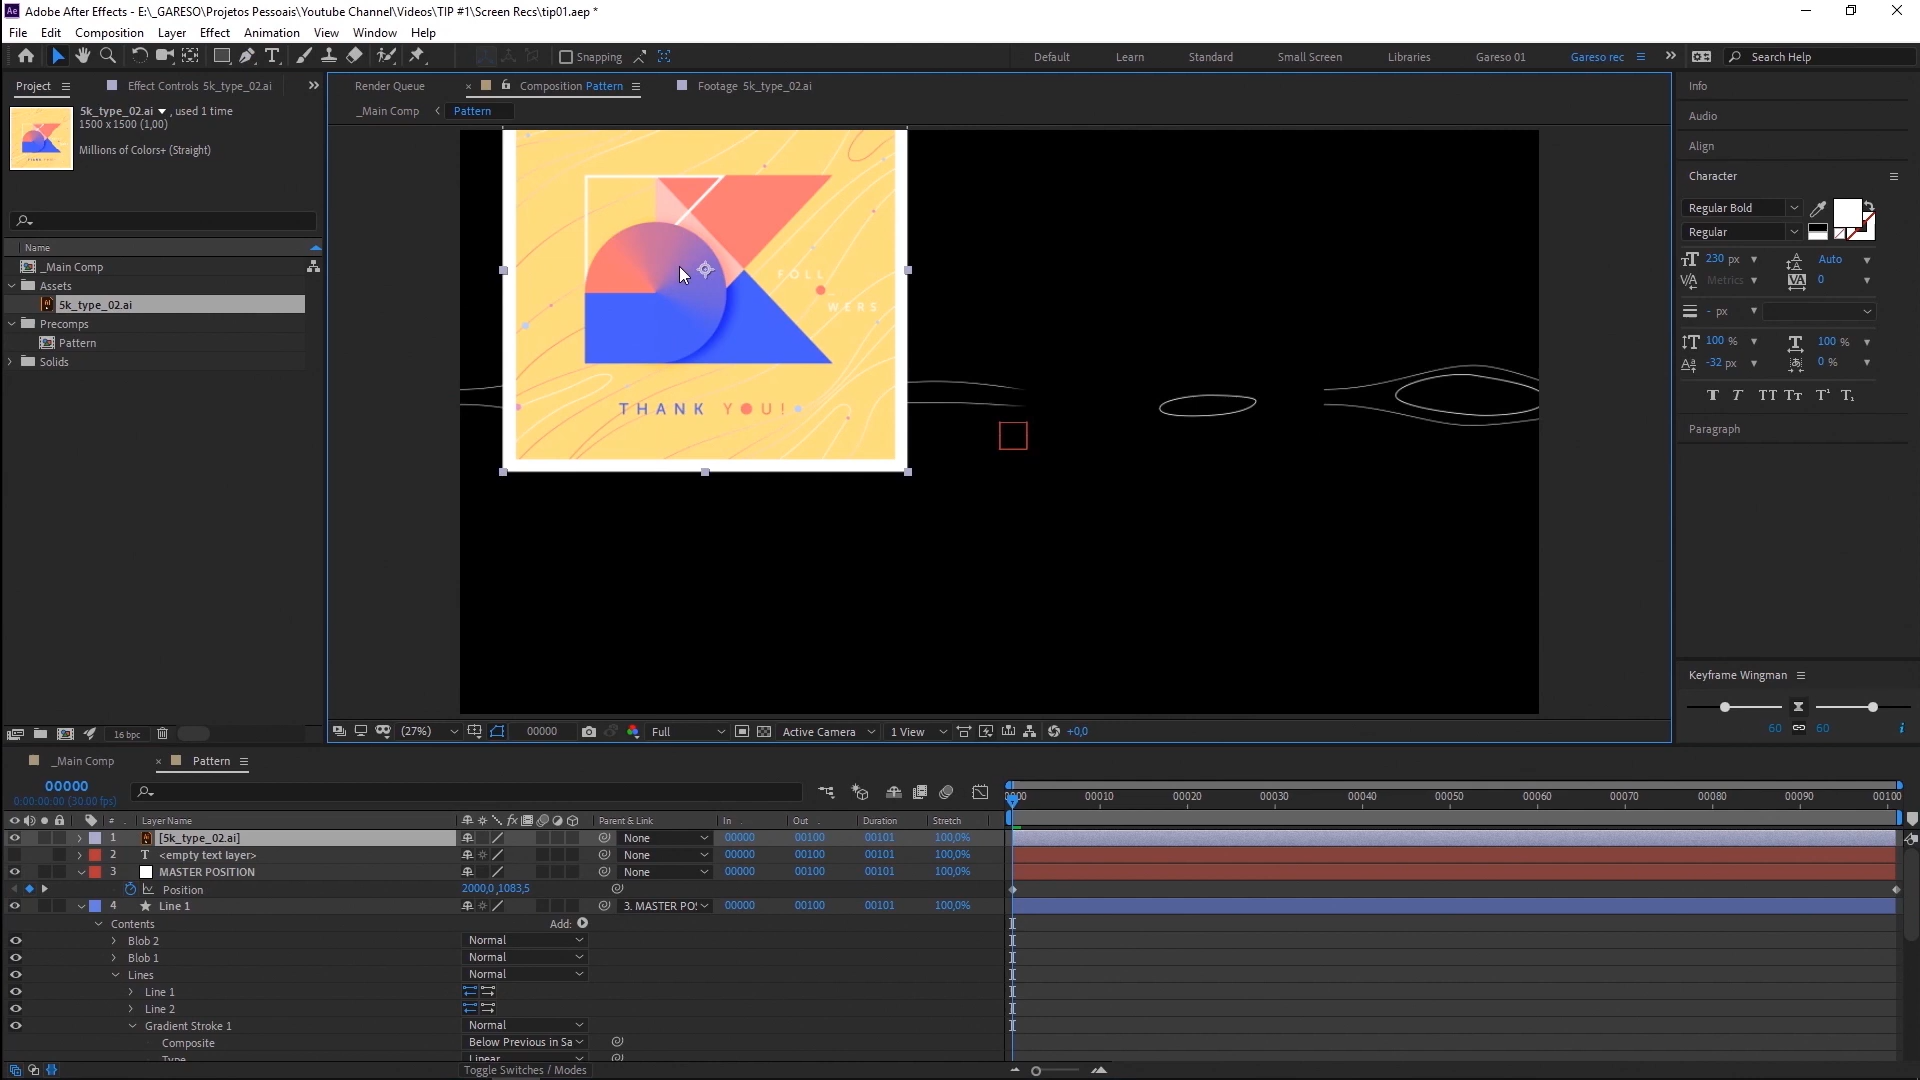 Adobe After Effects - E:\_GARESO\Projetos Pessoais\Youtube Channel\Videos\TIP #1\Screen Recs\tip01.aep *
File Edit Composition Layer Effect Animation View Window Help
Snapping Default Learn Standard Small Screen Libraries Gareso 01 Gareso rec Search Help
Project Effect Controls 5k_type_02.ai
Render Queue Composition Pattern Footage 5k_type_02.ai
_Main Comp Pattern
5k_type_02.ai , used 1 time
1500 x 1500 (1,00)
Millions of Colors+ (Straight)
Name
_Main Comp
Assets
5k_type_02.ai
Precomps
Pattern
Solids
16 bpc
FOLL
WERS
THANK YOU!
(27%) 00000 Full Active Camera 1 View +0,0
Info
Audio
Align
Character
Regular Bold
Regular
230 px Auto
Metrics 0
- px
100 % 100 %
-32 px 0 %
T T TT Tт T¹ T₁
Paragraph
Keyframe Wingman
60 60
_Main Comp Pattern
00000
0:00:00:00 (30.00 fps)
00010 00020 00030 00040 00050 00060 00070 00080 00090 00100
# Layer Name Parent & Link In Out Duration Stretch
1 [5k_type_02.ai] None 00000 00100 00101 100,0%
2 T <empty text layer> None 00000 00100 00101 100,0%
3 MASTER POSITION None 00000 00100 00101 100,0%
Position 2000,0,1083,5
4 Line 1 3. MASTER POS 00000 00100 00101 100,0%
Contents Add:
Blob 2 Normal
Blob 1 Normal
Lines Normal
Line 1
Line 2
Gradient Stroke 1 Normal
Composite Below Previous in Sa
Type Linear
Toggle Switches / Modes